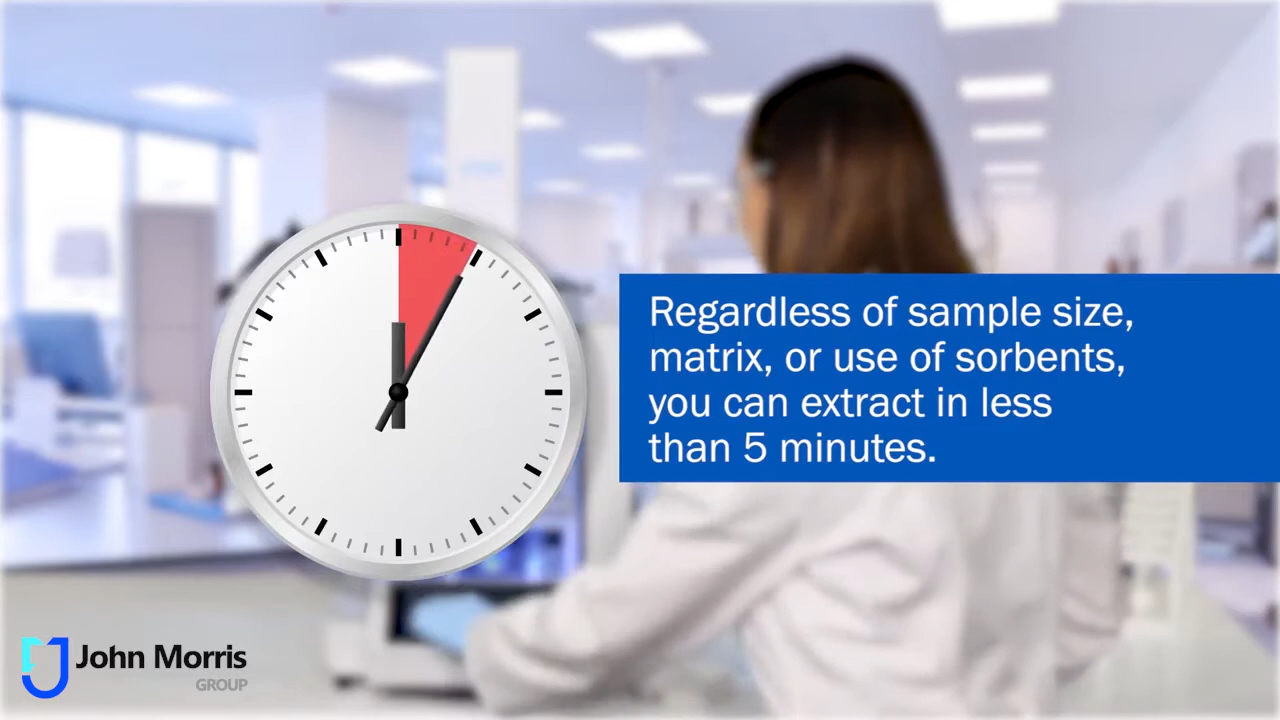 Regardless of sample size,
matrix, or use of sorbents,
you can extract in less
than 5 minutes.
John Morris
GROUP